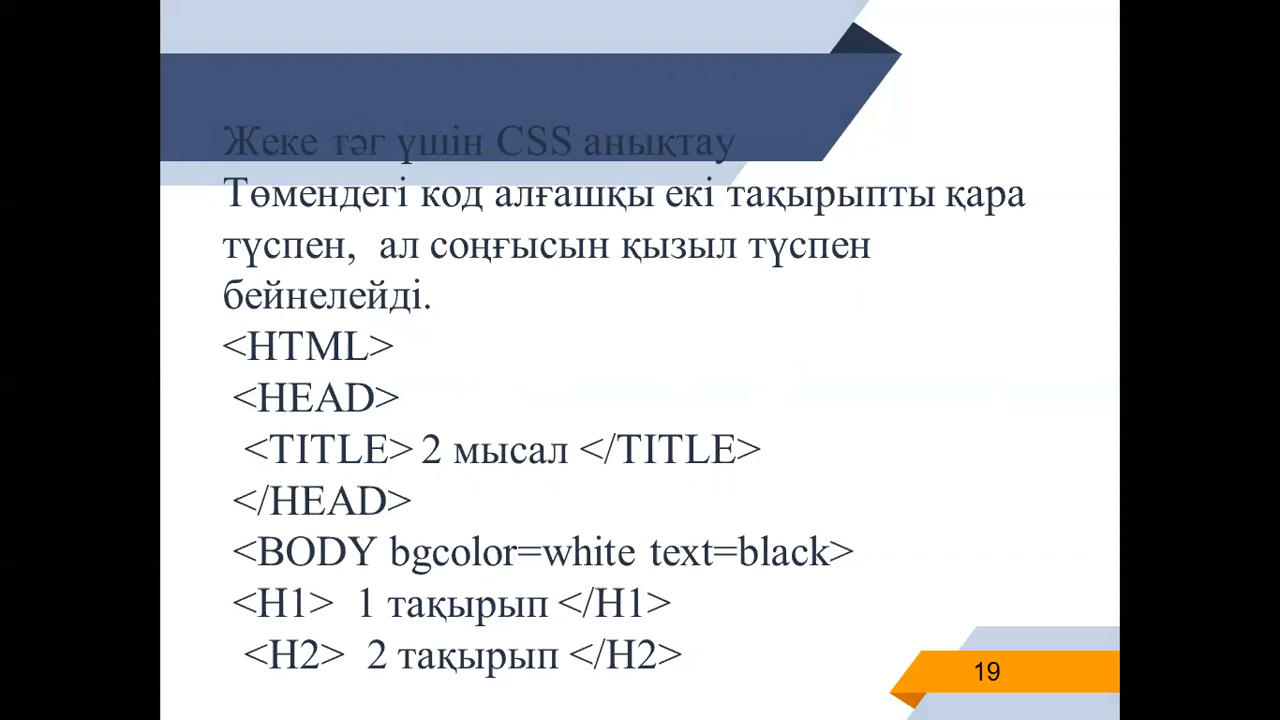 Жеке тәг үшін CSS анықтау
Төмендегі код алғашқы екі тақырыпты қара
түспен,  ал соңғысын қызыл түспен
бейнелейді.
<HTML>
<HEAD>
<TITLE> 2 мысал </TITLE>
</HEAD>
<BODY bgcolor=white text=black>
<H1>  1 тақырып </H1>
<H2>  2 тақырып </H2>
19